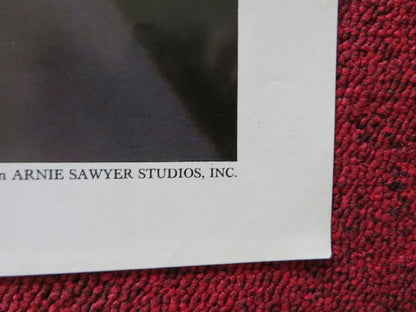 ARNIE SAWYER STUDIOS, INC.